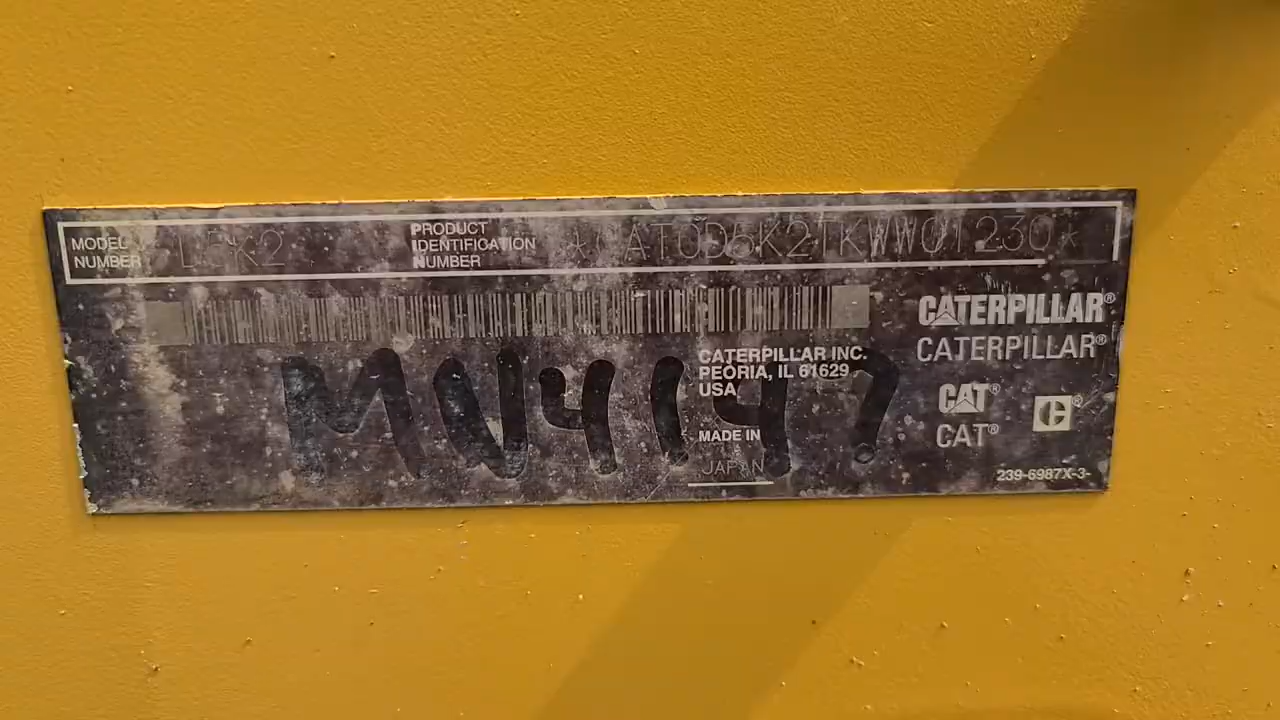 MODEL NUMBER D5K2
PRODUCT IDENTIFICATION NUMBER *CAT0D5K2TKWW01230*
CATERPILLAR®
CATERPILLAR®
CATERPILLAR INC.
PEORIA, IL 61629
USA
MV4147
CAT®
CAT®
MADE IN
JAPAN
239-6987X-3-